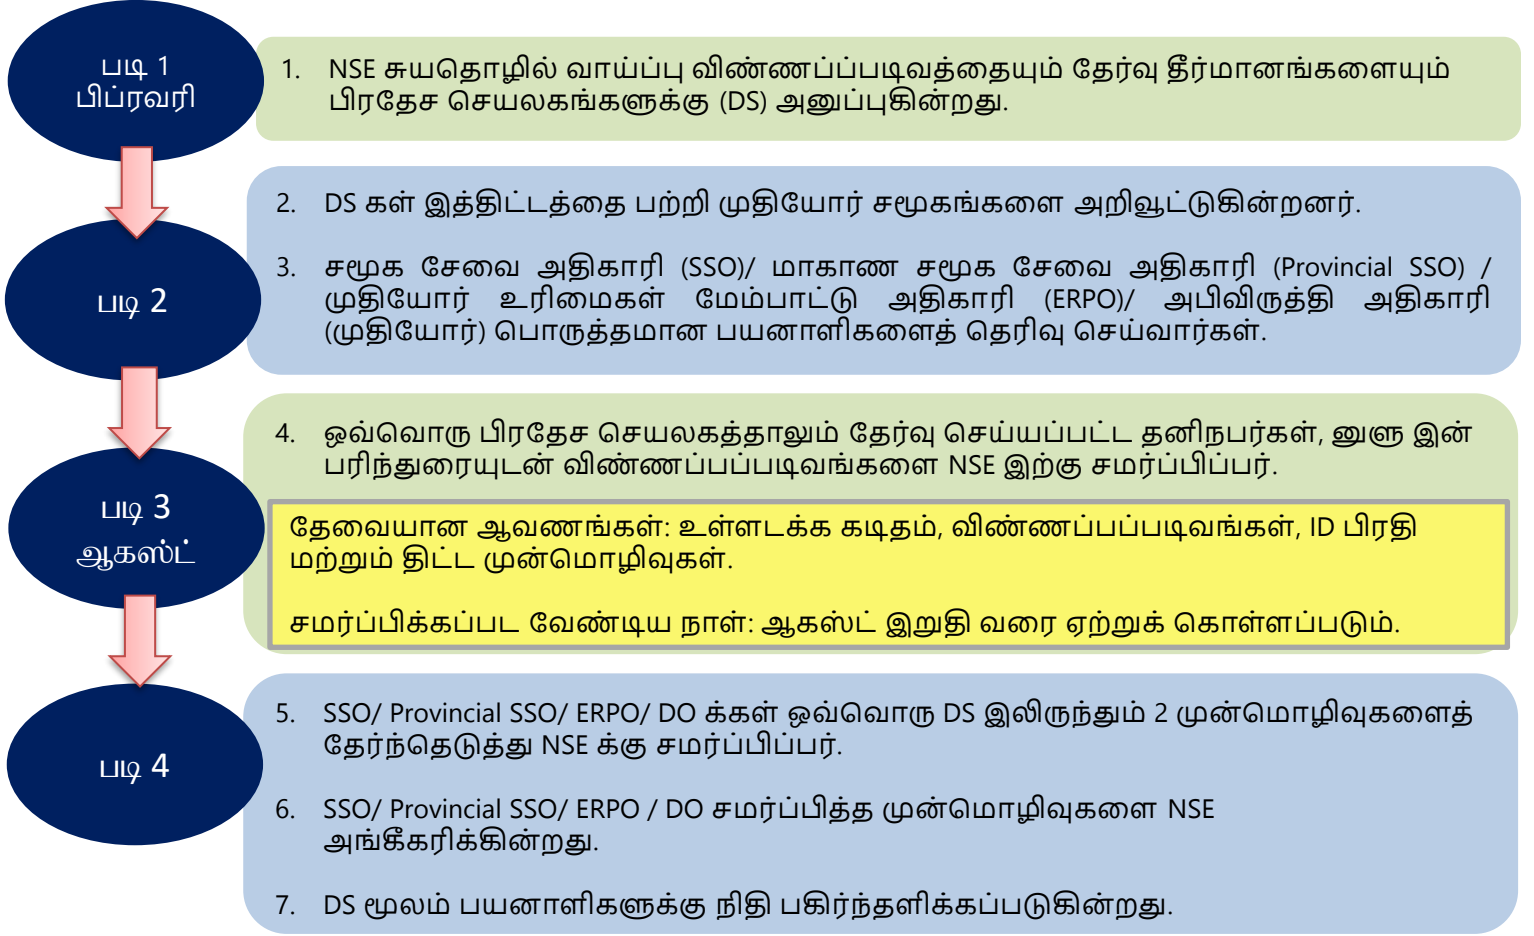 படி 1
பிப்ரவரி
1. NSE சுயதொழில் வாய்ப்பு விண்ணப்ப்படிவத்தையும் தேர்வு தீர்மானங்களையும்
பிரதேச செயலகங்களுக்கு (DS) அனுப்புகின்றது.
படி 2
2. DS கள் இத்திட்டத்தை பற்றி முதியோர் சமூகங்களை அறிவூட்டுகின்றனர்.
3. சமூக சேவை அதிகாரி (SSO)/ மாகாண சமூக சேவை அதிகாரி (Provincial SSO) /
முதியோர் உரிமைகள் மேம்பாட்டு அதிகாரி (ERPO)/ அபிவிருத்தி அதிகாரி
(முதியோர்) பொருத்தமான பயனாளிகளைத் தெரிவு செய்வார்கள்.
படி 3
ஆகஸ்ட்
4. ஒவ்வொரு பிரதேச செயலகத்தாலும் தேர்வு செய்யப்பட்ட தனிநபர்கள், னுளு இன்
பரிந்துரையுடன் விண்ணப்பப்படிவங்களை NSE இற்கு சமர்ப்பிப்பர்.
தேவையான ஆவணங்கள்: உள்ளடக்க கடிதம், விண்ணப்பப்படிவங்கள், ID பிரதி
மற்றும் திட்ட முன்மொழிவுகள்.
சமர்ப்பிக்கப்பட வேண்டிய நாள்: ஆகஸ்ட் இறுதி வரை ஏற்றுக் கொள்ளப்படும்.
படி 4
5. SSO/ Provincial SSO/ ERPO/ DO க்கள் ஒவ்வொரு DS இலிருந்தும் 2 முன்மொழிவுகளைத்
தேர்ந்தெடுத்து NSE க்கு சமர்ப்பிப்பர்.
6. SSO/ Provincial SSO/ ERPO / DO சமர்ப்பித்த முன்மொழிவுகளை NSE
அங்கீகரிக்கின்றது.
7. DS மூலம் பயனாளிகளுக்கு நிதி பகிர்ந்தளிக்கப்படுகின்றது.